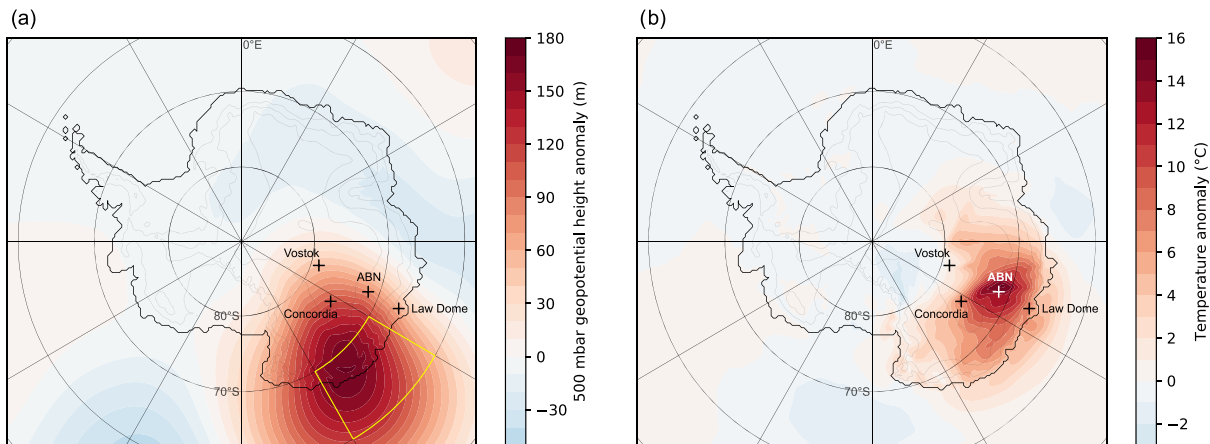 (a)
0°E
Vostok
ABN
Concordia
Law Dome
80°S
70°S
180
150
120
90
60
30
0
−30
500 mbar geopotential height anomaly (m)
(b)
0°E
Vostok
ABN
Concordia
Law Dome
80°S
70°S
16
14
12
10
8
6
4
2
0
−2
Temperature anomaly (°C)